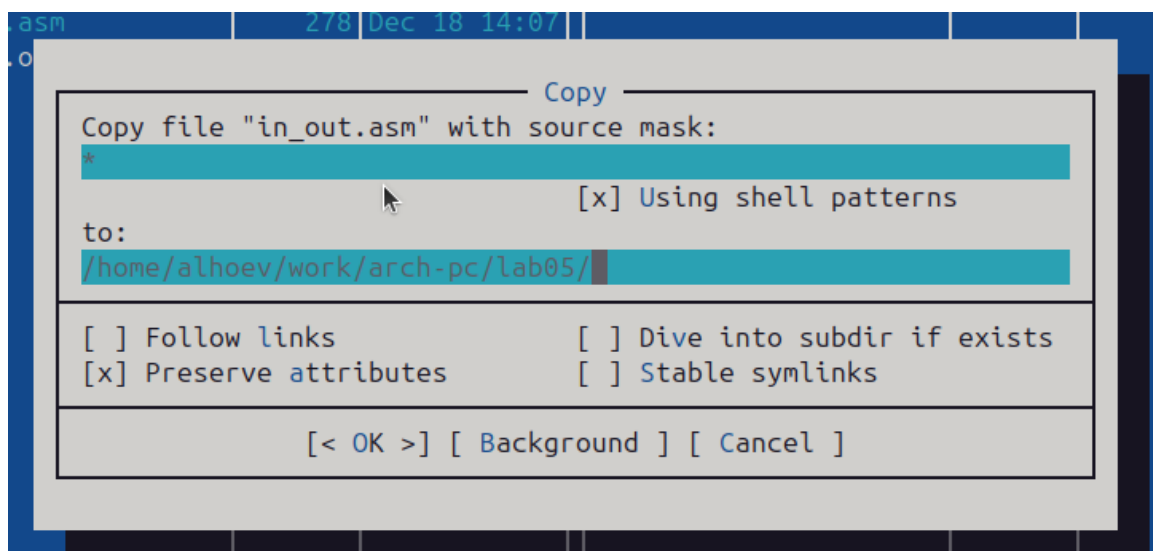 .asm 278 Dec 18 14:07
.o
Copy
Copy file "in_out.asm" with source mask:
*
[x] Using shell patterns
to:
/home/alhoev/work/arch-pc/lab05/
[ ] Follow links [ ] Dive into subdir if exists
[x] Preserve attributes [ ] Stable symlinks
[< OK >] [ Background ] [ Cancel ]